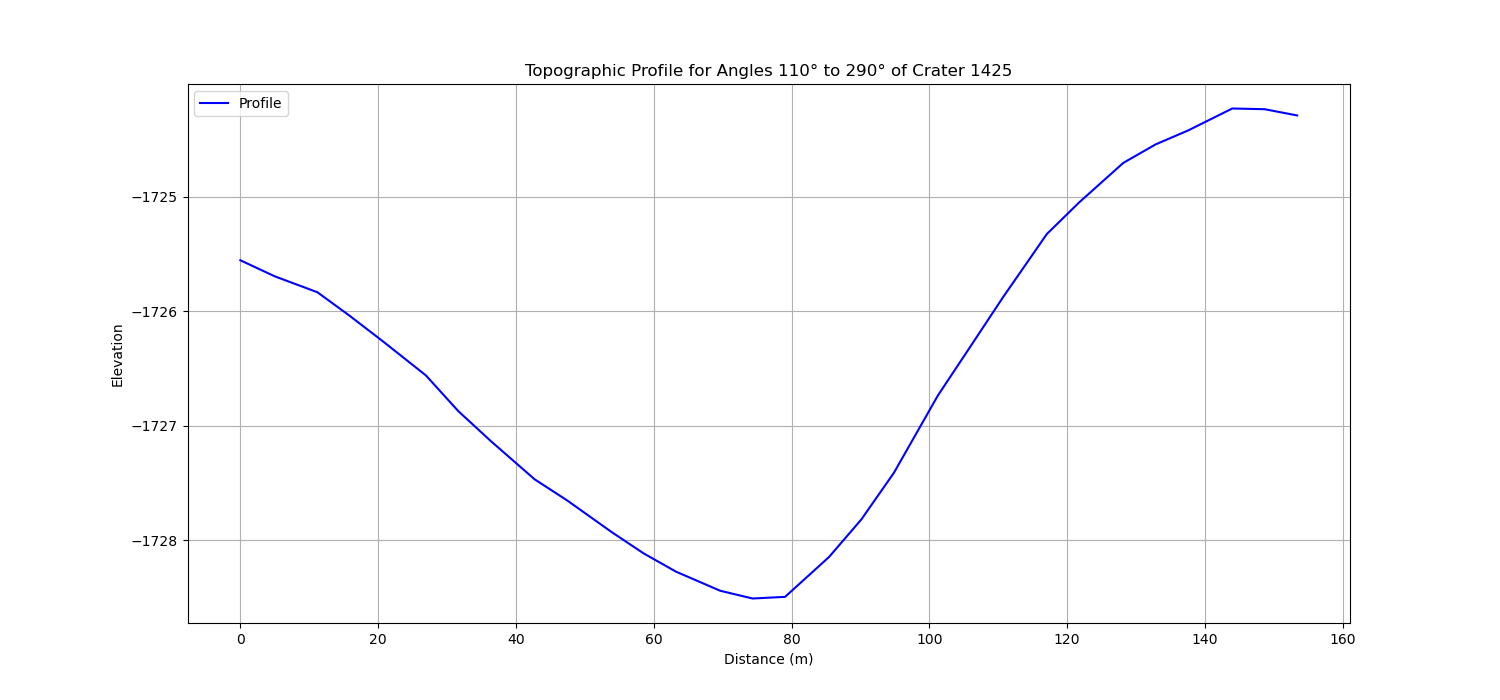 Topographic Profile for Angles 110° to 290° of Crater 1425
Profile
−1725
−1726
−1727
−1728
Elevation
0 20 40 60 80 100 120 140 160
Distance (m)